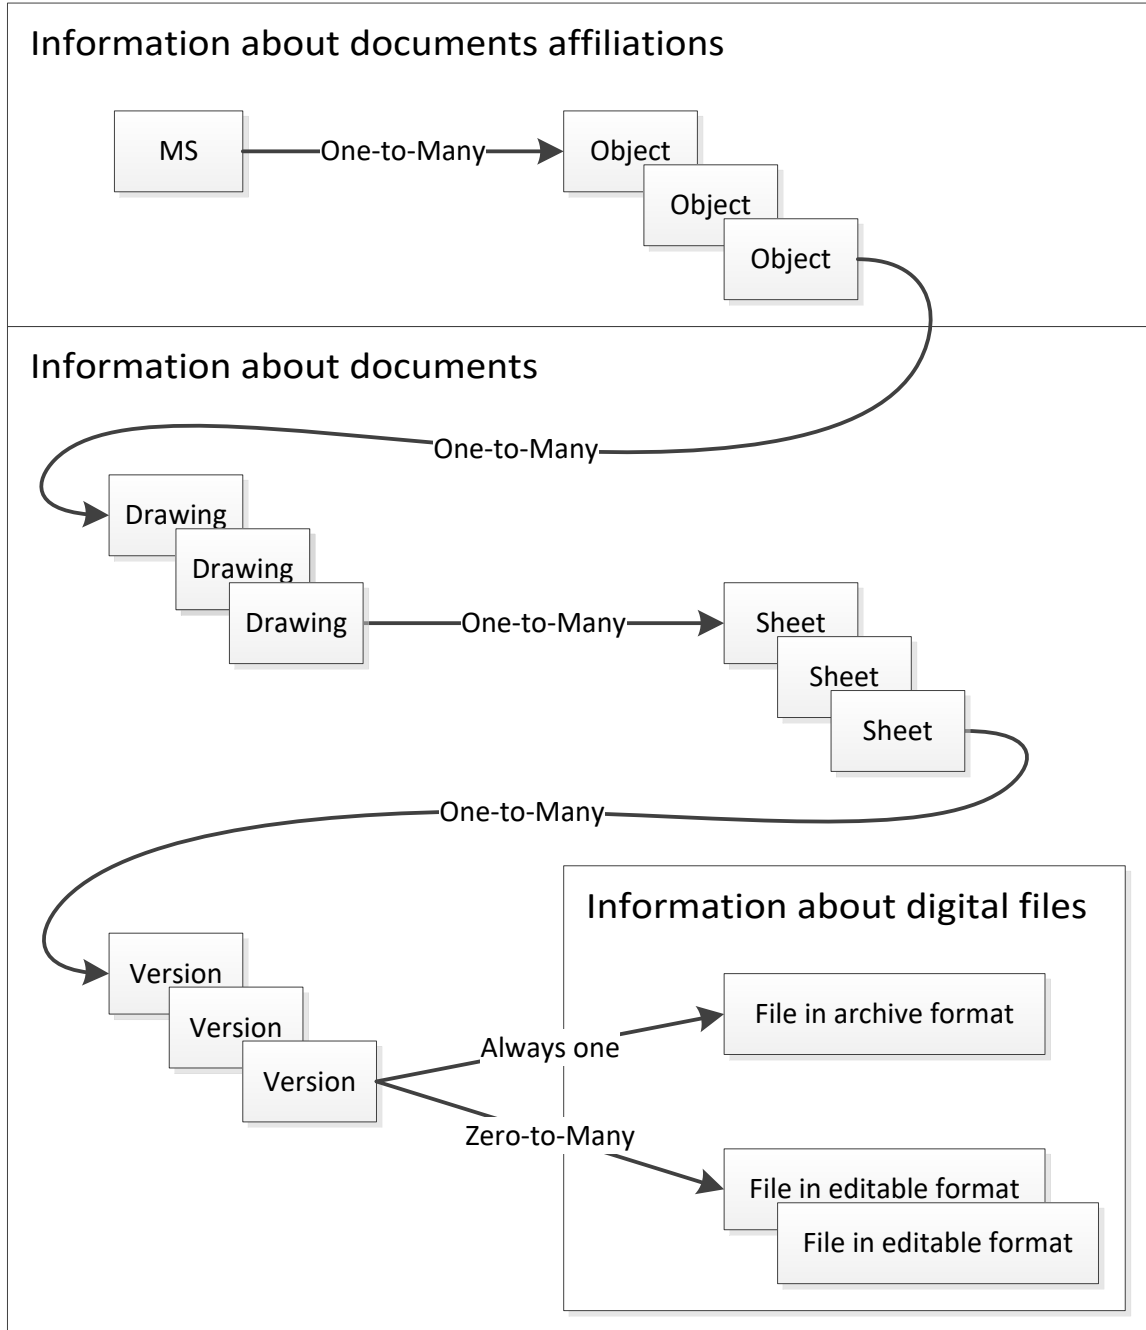 Information about documents affiliations
MS
One-to-Many
Object
Object
Object
Information about documents
One-to-Many
Drawing
Drawing
Drawing
One-to-Many
Sheet
Sheet
Sheet
One-to-Many
Information about digital files
Version
Version
Version
Always one
File in archive format
Zero-to-Many
File in editable format
File in editable format